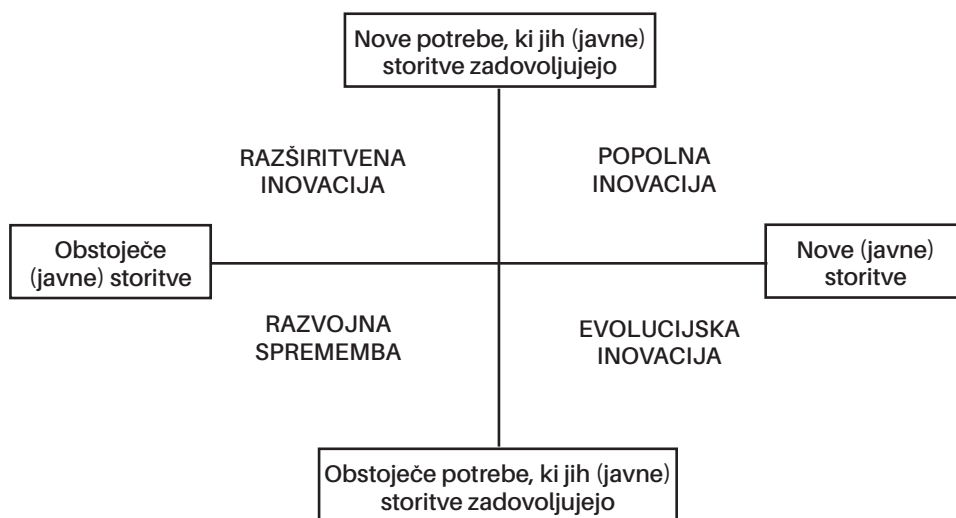 Nove potrebe, ki jih (javne)
storitve zadovoljujejo
RAZŠIRITVENA
INOVACIJA
POPOLNA
INOVACIJA
Obstoječe
(javne) storitve
Nove (javne)
storitve
RAZVOJNA
SPREMEMBA
EVOLUCIJSKA
INOVACIJA
Obstoječe potrebe, ki jih (javne)
storitve zadovoljujejo